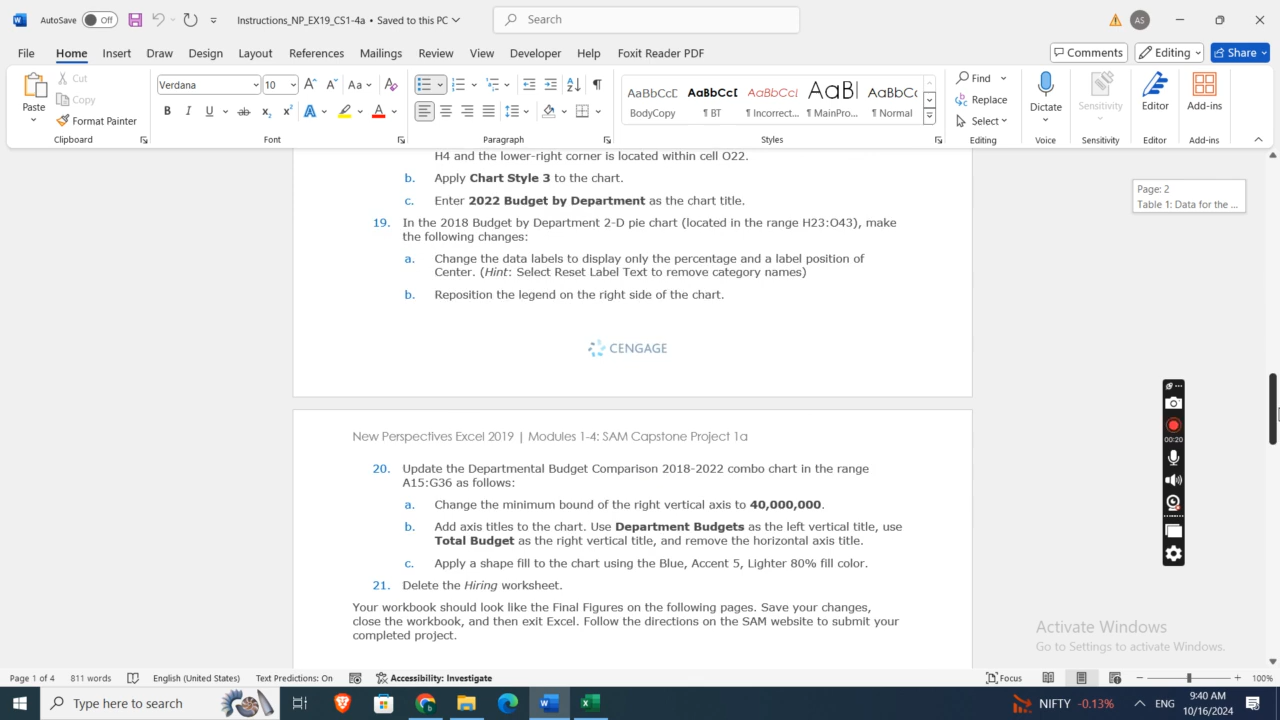 AutoSave Off Instructions_NP_EX19_CS1-4a • Saved to this PC Search AS
File Home Insert Draw Design Layout References Mailings Review View Developer Help Foxit Reader PDF Comments Editing Share
Paste Cut Copy Format Painter
Verdana 10
BodyCopy ¶ BT ¶ Incorrect... ¶ MainPro... ¶ Normal
Find Replace Select
Dictate Sensitivity Editor Add-ins
Clipboard Font Paragraph Styles Editing Voice Sensitivity Editor Add-ins
H4 and the lower-right corner is located within cell O22.
b. Apply Chart Style 3 to the chart.
c. Enter 2022 Budget by Department as the chart title.
19. In the 2018 Budget by Department 2-D pie chart (located in the range H23:O43), make
the following changes:
a. Change the data labels to display only the percentage and a label position of
Center. (Hint: Select Reset Label Text to remove category names)
b. Reposition the legend on the right side of the chart.
CENGAGE
Page: 2
Table 1: Data for the ...
00:20
New Perspectives Excel 2019 | Modules 1-4: SAM Capstone Project 1a
20. Update the Departmental Budget Comparison 2018-2022 combo chart in the range
A15:G36 as follows:
a. Change the minimum bound of the right vertical axis to 40,000,000.
b. Add axis titles to the chart. Use Department Budgets as the left vertical title, use
Total Budget as the right vertical title, and remove the horizontal axis title.
c. Apply a shape fill to the chart using the Blue, Accent 5, Lighter 80% fill color.
21. Delete the Hiring worksheet.
Your workbook should look like the Final Figures on the following pages. Save your changes,
close the workbook, and then exit Excel. Follow the directions on the SAM website to submit your
completed project.
Activate Windows
Go to Settings to activate Windows.
Page 1 of 4 811 words English (United States) Text Predictions: On Accessibility: Investigate Focus 100%
Type here to search NIFTY -0.13% ENG 9:40 AM
10/16/2024